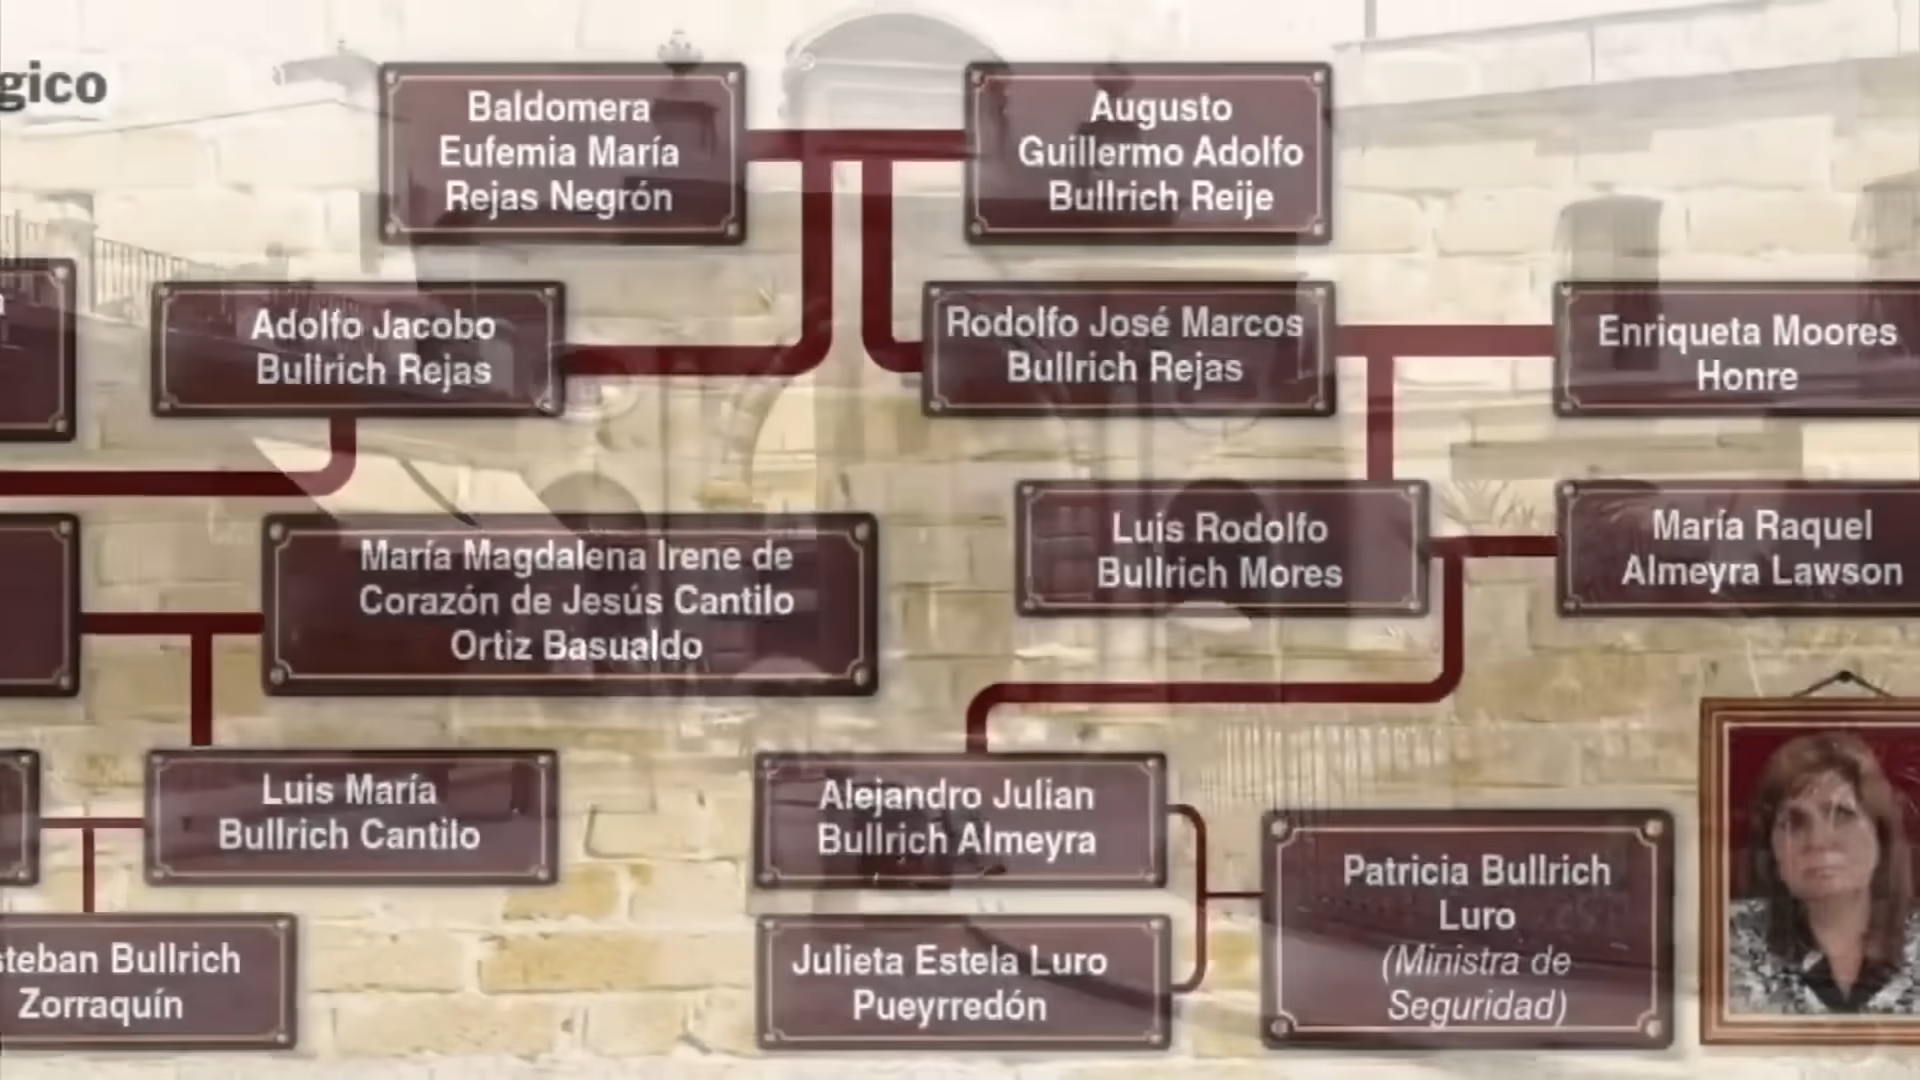 gico
Baldomera
Eufemia María
Rejas Negrón
Augusto
Guillermo Adolfo
Bullrich Reije
Adolfo Jacobo
Bullrich Rejas
Rodolfo José Marcos
Bullrich Rejas
Enriqueta Moores
Honre
María Magdalena Irene de
Corazón de Jesús Cantilo
Ortiz Basualdo
Luis Rodolfo
Bullrich Mores
María Raquel
Almeyra Lawson
Luis María
Bullrich Cantilo
Alejandro Julian
Bullrich Almeyra
steban Bullrich
Zorraquín
Julieta Estela Luro
Pueyrredón
Patricia Bullrich
Luro
(Ministra de
Seguridad)